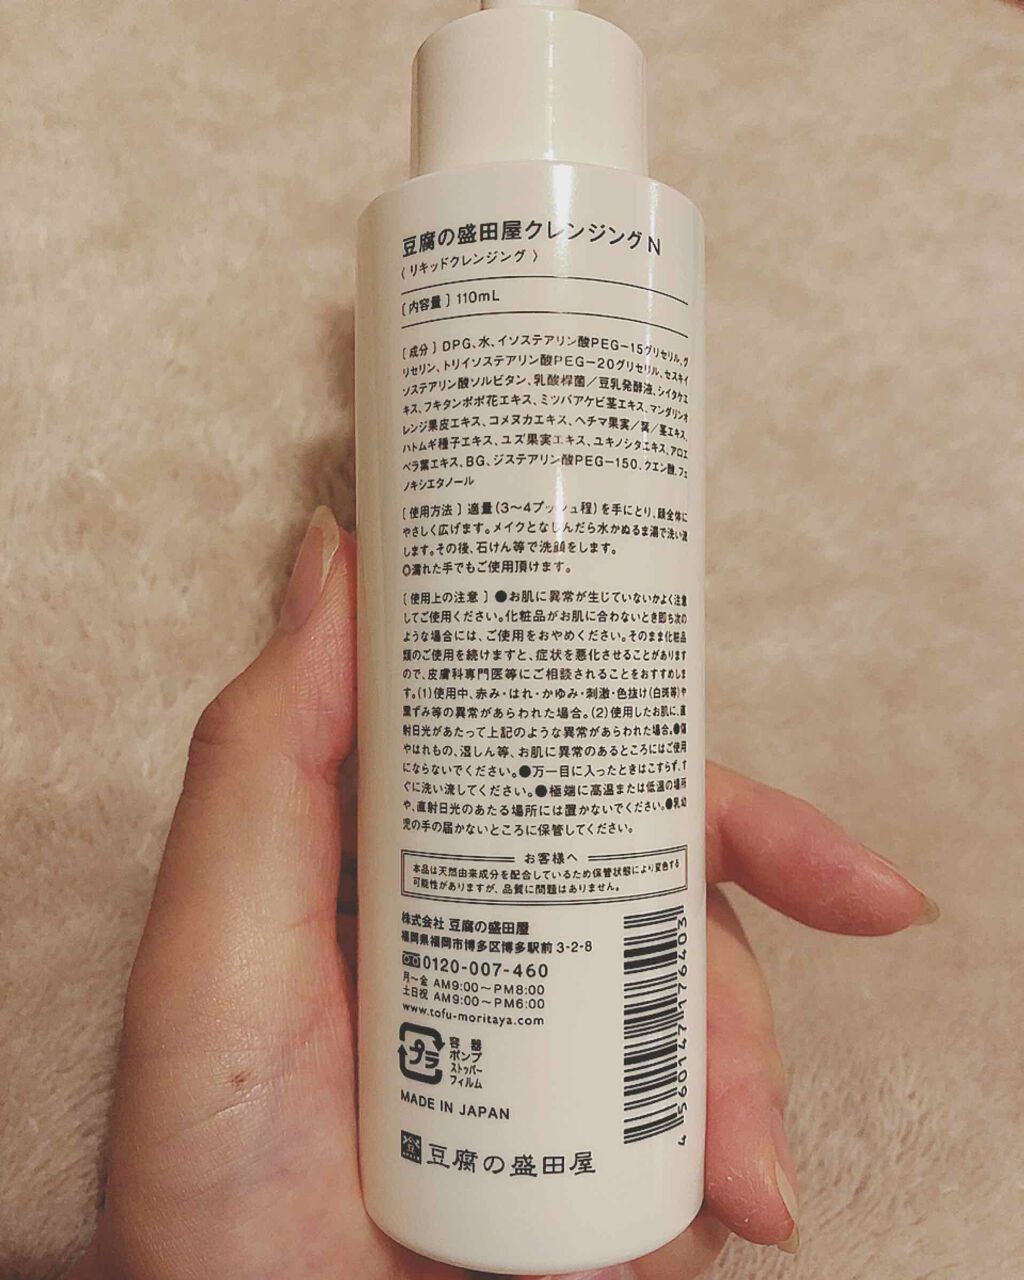 豆腐の盛田屋クレンジングN
〈 リキッドクレンジング 〉
〔 内容量 〕 110mL
〔 成分 〕 DPG、水、イソステアリン酸PEG-15グリセリル、グ
リセリン、トリイソステアリン酸PEG-20グリセリル、セスキイ
ソステアリン酸ソルビタン、乳酸桿菌/豆乳発酵液、シイタケエ
キス、フキタンポポ花エキス、ミツバアケビ茎エキス、マンダリンオ
レンジ果皮エキス、コメヌカエキス、ヘチマ果実/葉/茎エキス、
ハトムギ種子エキス、ユズ果実エキス、ユキノシタエキス、アロエ
ベラ葉エキス、BG、ジステアリン酸PEG-150、クエン酸、フェ
ノキシエタノール
〔 使用方法 〕 適量(3〜4プッシュ程)を手にとり、顔全体に
やさしく広げます。メイクとなじんだら水かぬるま湯で洗い流
します。その後、石けん等で洗顔をします。
◎濡れた手でもご使用頂けます。
〔 使用上の注意 〕 ●お肌に異常が生じていないかよく注意
してご使用ください。化粧品がお肌に合わないとき即ち次の
ような場合には、ご使用をおやめください。そのまま化粧品
類のご使用を続けますと、症状を悪化させることがあります
ので、皮膚科専門医等にご相談されることをおすすめしま
す。(1)使用中、赤み・はれ・かゆみ・刺激・色抜け(白斑等)や
黒ずみ等の異常があらわれた場合。(2)使用したお肌に、直
射日光があたって上記のような異常があらわれた場合。●傷
やはれもの、湿しん等、お肌に異常のあるところにはご使用
にならないでください。●万一目に入ったときはこすらず、す
ぐに洗い流してください。●極端に高温または低温の場所
や、直射日光のあたる場所には置かないでください。●乳幼
児の手の届かないところに保管してください。
お客様へ
本品は天然由来成分を配合しているため保管状態により変色する
可能性がありますが、品質に問題はありません。
株式会社 豆腐の盛田屋
福岡県福岡市博多区博多駅前 3-2-8
0120-007-460
月〜金 AM9:00〜PM8:00
土日祝 AM9:00〜PM6:00
www.tofu-moritaya.com
プラ
容器
ポンプ
ストッパー
フィルム
MADE IN JAPAN
豆腐の盛田屋
4 560147 179403